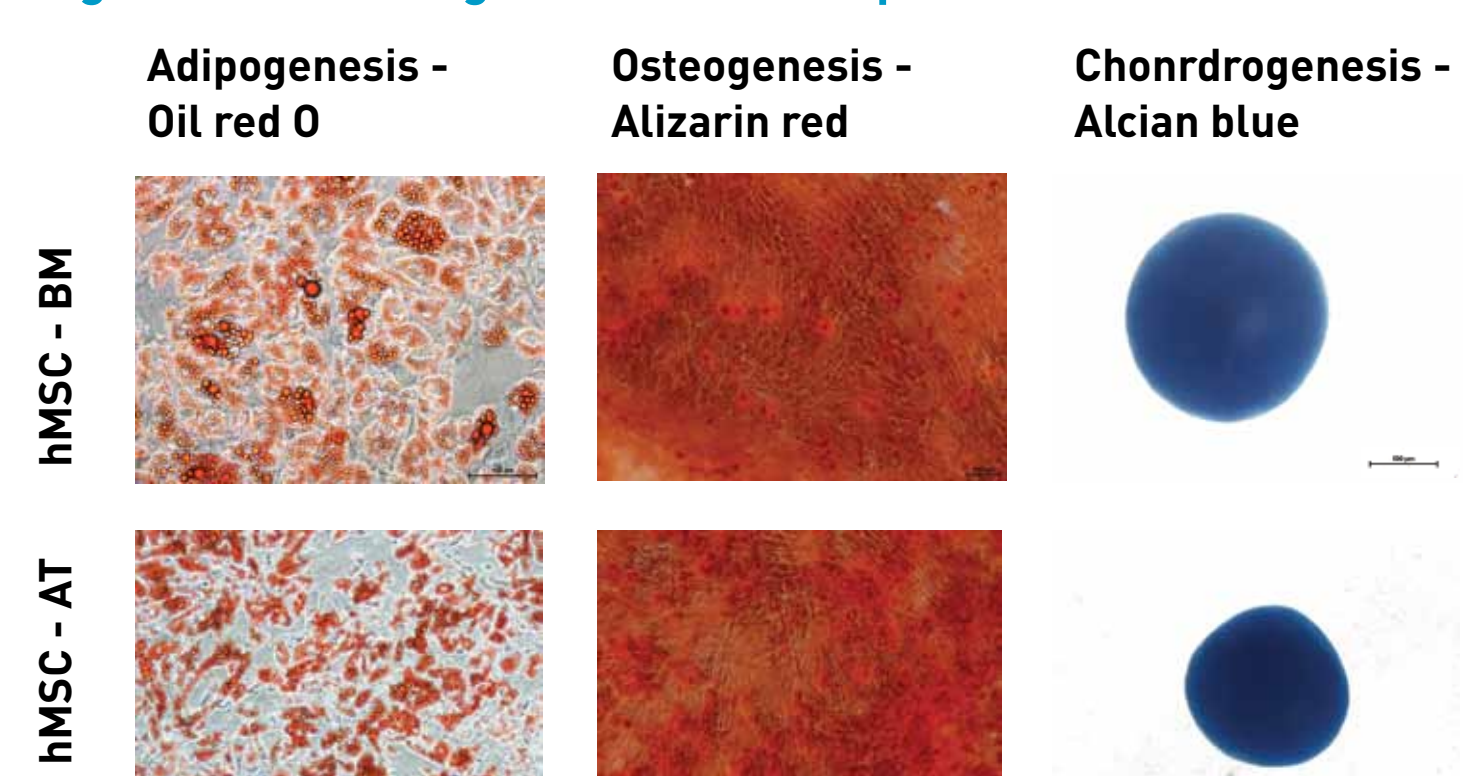 Adipogenesis -
Oil red O
Osteogenesis -
Alizarin red
Chonrdrogenesis -
Alcian blue
hMSC - BM
hMSC - AT